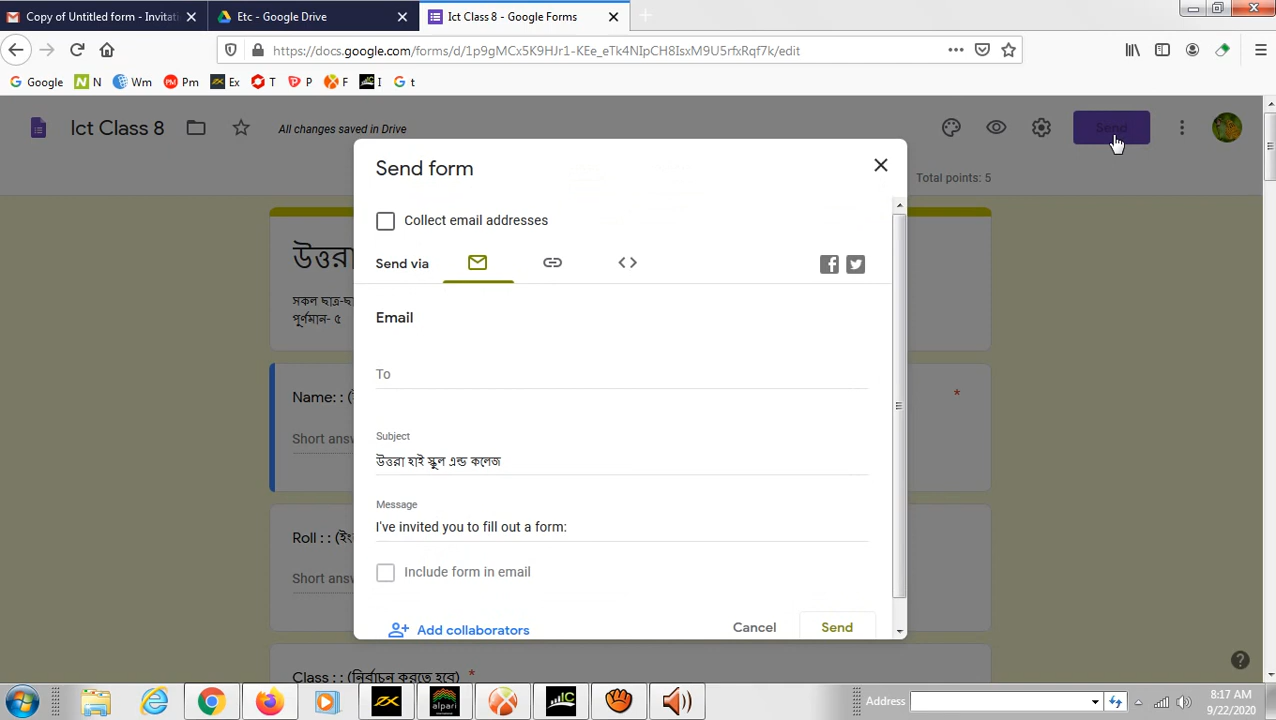 Copy of Untitled form - Invitati
Etc - Google Drive
Ict Class 8 - Google Forms
https://docs.google.com/forms/d/1p9gMCx5K9HJr1-KEe_eTk4NIpCH8IsxM9U5rfxRqf7k/edit
Google N Wm Pm Ex T P F I t
Ict Class 8
All changes saved in Drive
Send
Total points: 5
Send form
Collect email addresses
Send via
Email
To
Subject
উত্তরা হাই স্কুল এন্ড কলেজ
Message
I've invited you to fill out a form:
Include form in email
Add collaborators
Cancel
Send
উত্তরা
সকল ছাত্র-ছা
পূর্ণমান- ৫
Name: : (
*
Short answ
Roll : : (ইং
Short answ
Class : : (নির্বাচন করতে হবে) *
Address
8:17 AM
9/22/2020